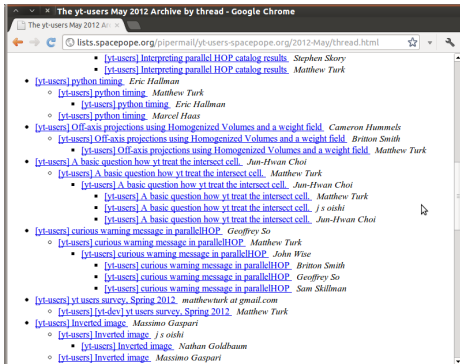 The yt-users May 2012 Archive by thread - Google Chrome
The yt-users May 2012 Ar
lists.spacepope.org/pipermail/yt-users-spacepope.org/2012-May/thread.html
[yt-users] Interpreting parallel HOP catalog results Stephen Skory
[yt-users] Interpreting parallel HOP catalog results Matthew Turk
[yt-users] python timing Eric Hallman
[yt-users] python timing Matthew Turk
[yt-users] python timing Eric Hallman
[yt-users] python timing Marcel Haas
[yt-users] Off-axis projections using Homogenized Volumes and a weight field Cameron Hummels
[yt-users] Off-axis projections using Homogenized Volumes and a weight field Britton Smith
[yt-users] Off-axis projections using Homogenized Volumes and a weight field Matthew Turk
[yt-users] A basic question how yt treat the intersect cell. Jun-Hwan Choi
[yt-users] A basic question how yt treat the intersect cell. Matthew Turk
[yt-users] A basic question how yt treat the intersect cell. Jun-Hwan Choi
[yt-users] A basic question how yt treat the intersect cell. Matthew Turk
[yt-users] A basic question how yt treat the intersect cell. j s oishi
[yt-users] A basic question how yt treat the intersect cell. Jun-Hwan Choi
[yt-users] curious warning message in parallelHOP Geoffrey So
[yt-users] curious warning message in parallelHOP Matthew Turk
[yt-users] curious warning message in parallelHOP John Wise
[yt-users] curious warning message in parallelHOP Britton Smith
[yt-users] curious warning message in parallelHOP Geoffrey So
[yt-users] curious warning message in parallelHOP Sam Skillman
[yt-users] yt users survey, Spring 2012 matthewturk at gmail.com
[yt-users] [yt-dev] yt users survey, Spring 2012 Matthew Turk
[yt-users] Inverted image Massimo Gaspari
[yt-users] Inverted image j s oishi
[yt-users] Inverted image Nathan Goldbaum
[yt-users] Inverted image Massimo Gaspari